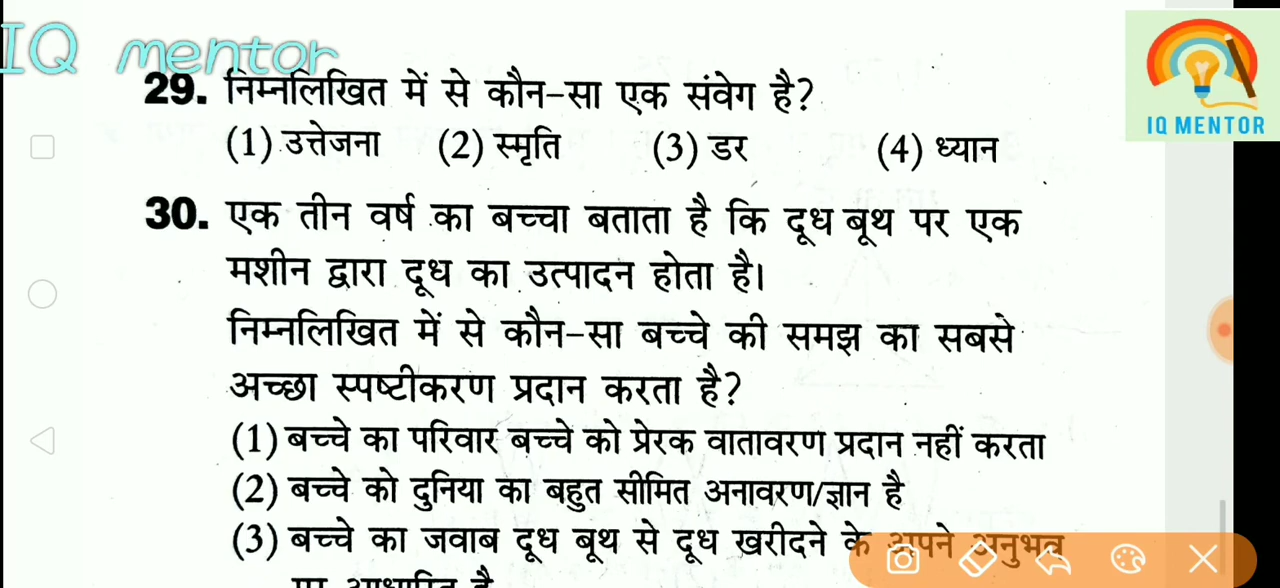 IQ mentor
IQ MENTOR
29. निम्नलिखित में से कौन-सा एक संवेग है?
(1) उत्तेजना (2) स्मृति (3) डर (4) ध्यान
30. एक तीन वर्ष का बच्चा बताता है कि दूध बूथ पर एक
मशीन द्वारा दूध का उत्पादन होता है।
निम्नलिखित में से कौन-सा बच्चे की समझ का सबसे
अच्छा स्पष्टीकरण प्रदान करता है?
(1) बच्चे का परिवार बच्चे को प्रेरक वातावरण प्रदान नहीं करता
(2) बच्चे को दुनिया का बहुत सीमित अनावरण/ज्ञान है
(3) बच्चे का जवाब दूध बूथ से दूध खरीदने के अपने अनुभव
पर आधारित है